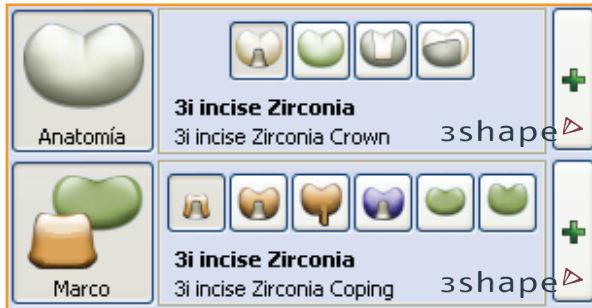 3i incise Zirconia
Anatomía
3i incise Zirconia Crown
3shape
3i incise Zirconia
Marco
3i incise Zirconia Coping
3shape